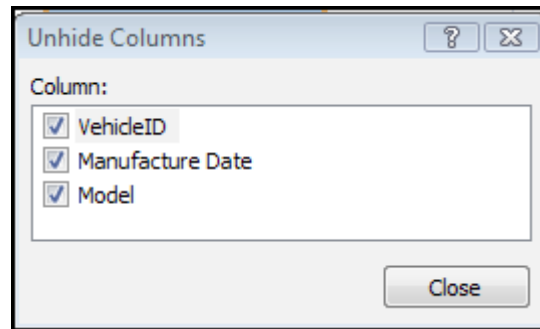 Unhide Columns
Column:
VehicleID
Manufacture Date
Model
Close